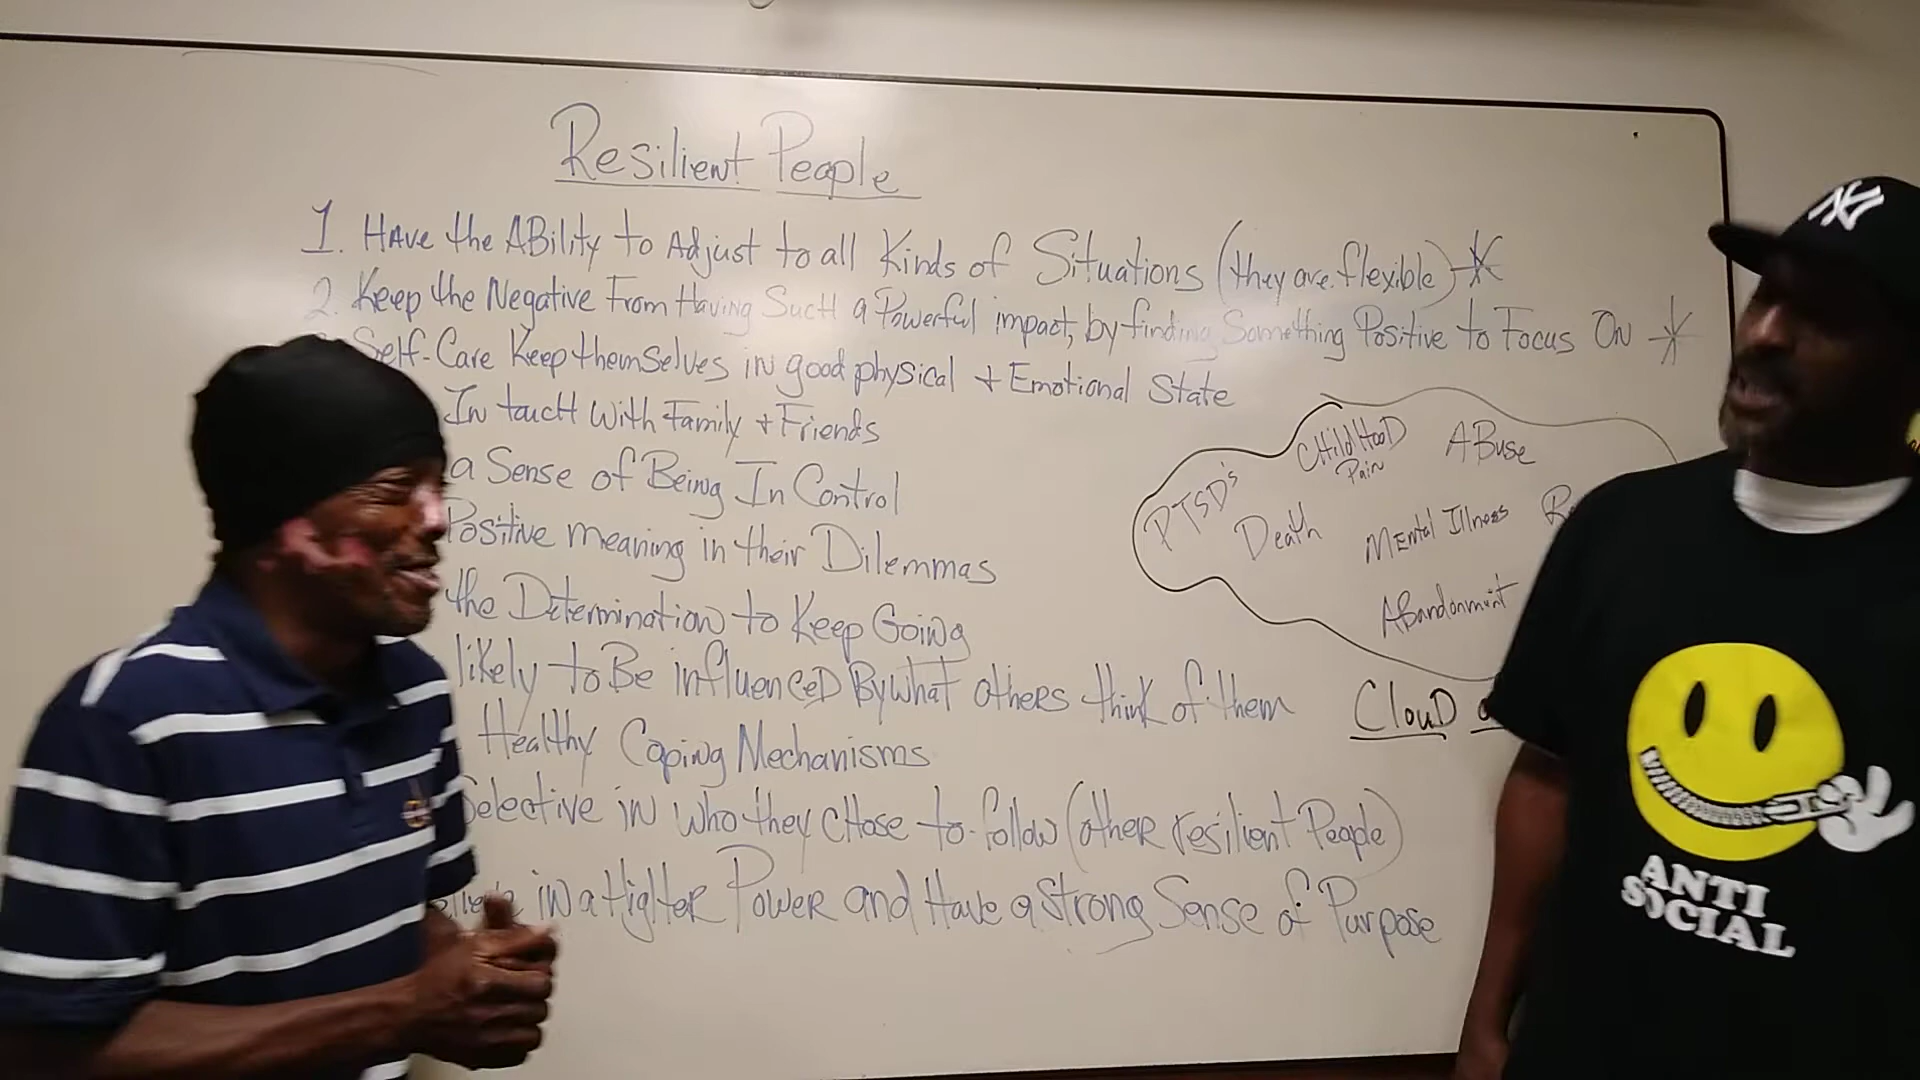 Resilient People
1. Have the ABility to Adjust to all Kinds of Situations (they are flexible) *
2. Keep the Negative From Having SucH a Powerful impact, by finding Something Positive to Focus ON *
Self-Care Keep themselves in good physical + Emotional State
In toucH With Family + Friends
a Sense of Being In Control
Positive meaning in their Dilemmas
the Determination to Keep Going
likely to Be influenceD By wHat others think of them
Healthy Coping Mechanisms
Selective in who they cHose to follow (other resilient People)
in a HigHer Power and Have a strong Sense of Purpose
PTSD's
CHildHooD
Pain
ABuse
Death
Mental Illness
ABandonment
ClouD
NY
ANTI
SOCIAL